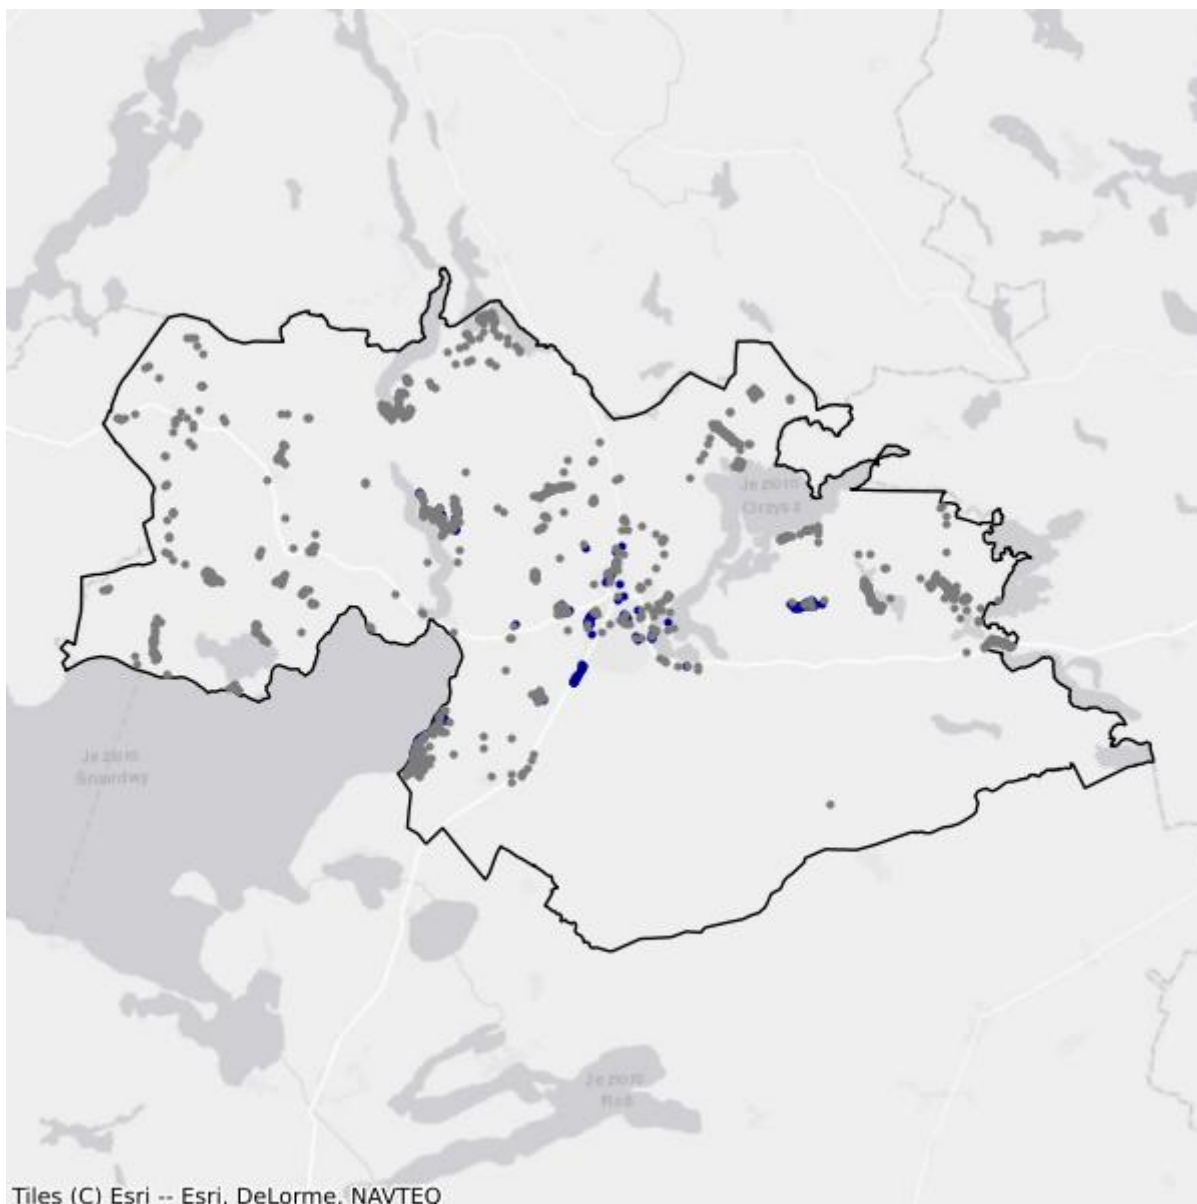 Jezioro
Orzysz
Jezioro
Śniardwy
Jezioro
Roś
Tiles (C) Esri -- Esri, DeLorme, NAVTEQ